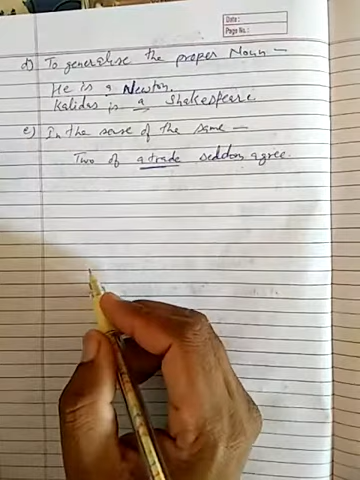 Date :
Page No. :
d) To generalise the proper Noun —
He is a Newton.
Kalidas is a Shakespeare.
e) In the sense of the same —
Two of a trade seldom agree.